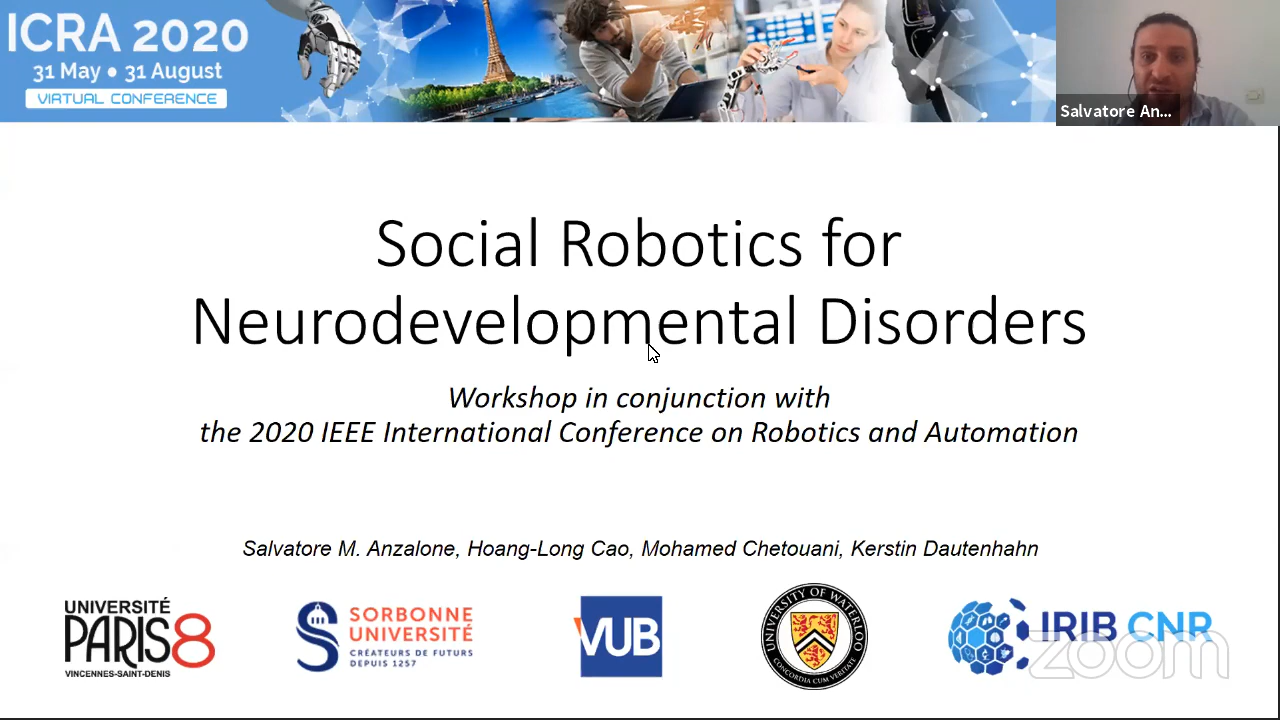 ICRA 2020
31 May • 31 August
VIRTUAL CONFERENCE
Salvatore An...
Social Robotics for
Neurodevelopmental Disorders
Workshop in conjunction with
the 2020 IEEE International Conference on Robotics and Automation
Salvatore M. Anzalone, Hoang-Long Cao, Mohamed Chetouani, Kerstin Dautenhahn
UNIVERSITÉ
PARIS8
VINCENNES-SAINT-DENIS
SORBONNE
UNIVERSITÉ
CRÉATEURS DE FUTURS
DEPUIS 1257
VUB
UNIVERSITY OF WATERLOO
CONCORDIA CUM VERITATE
IRIB CNR
zoom